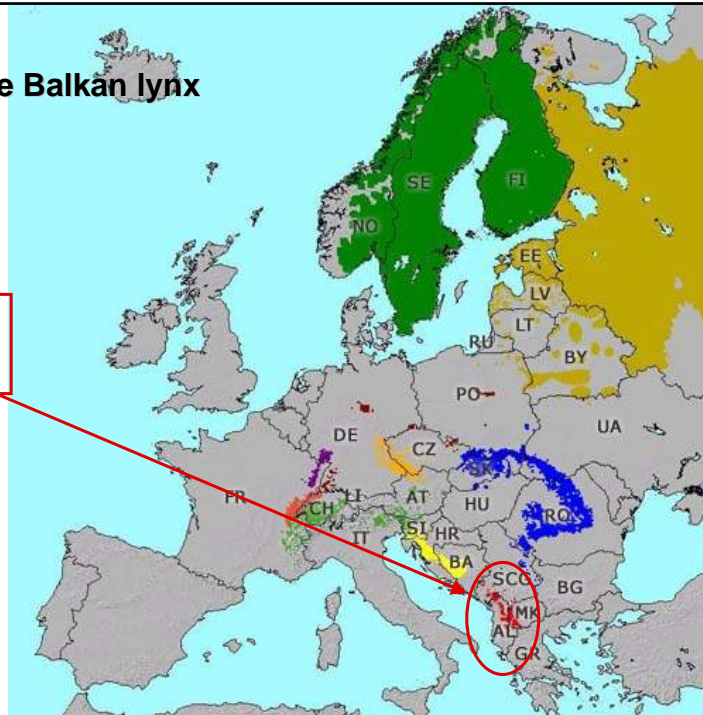 e Balkan lynx
SE
FI
NO
EE
LV
LT
RU
BY
PO
DE
UA
CZ
SK
FR
LI
AT
CH
HU
RO
IT
SI
HR
BA
SCG
BG
MK
AL
GR